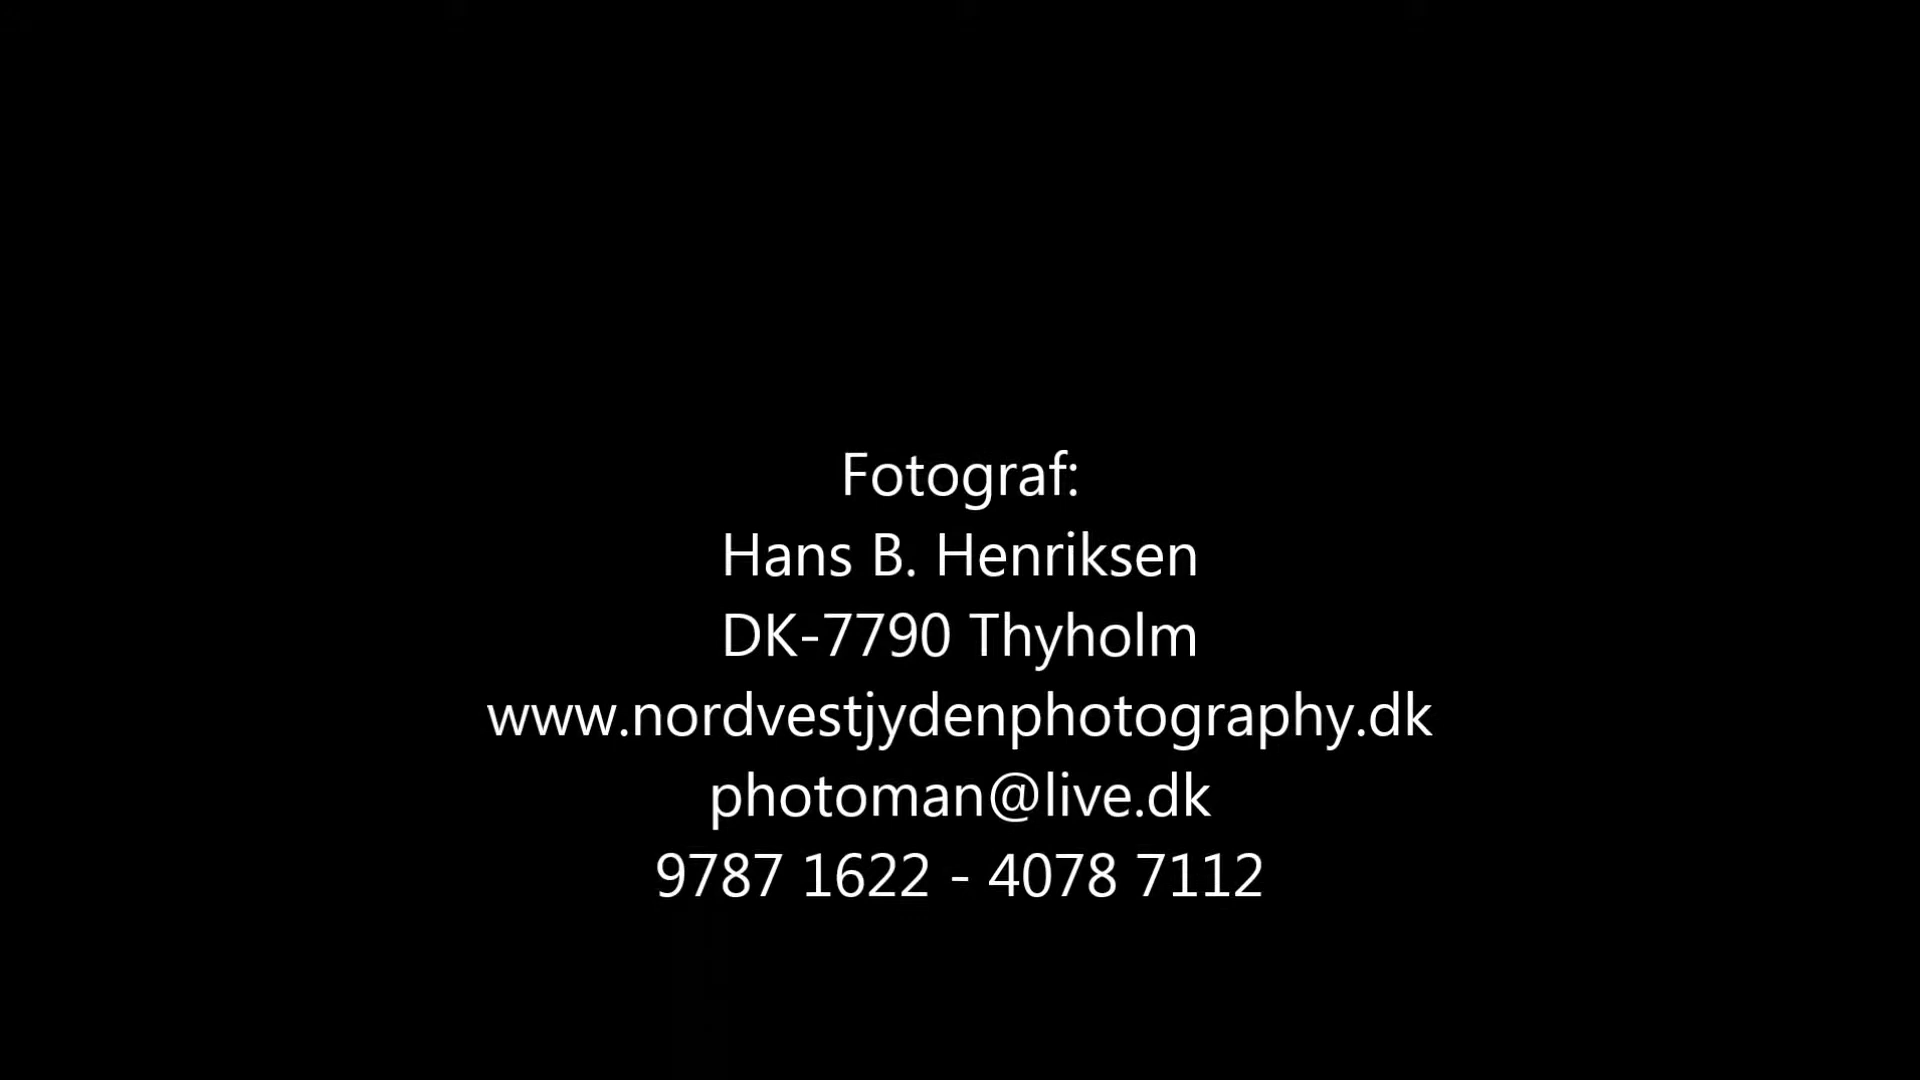 Fotograf:
Hans B. Henriksen
DK-7790 Thyholm
www.nordvestjydenphotography.dk
photoman@live.dk
9787 1622 - 4078 7112